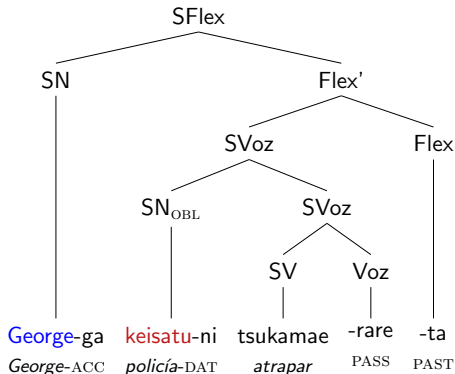 SFlex
SN Flex'
SVoz Flex
SN_OBL SVoz
SV Voz
George-ga keisatu-ni tsukamae -rare -ta
George-ACC policía-DAT atrapar PASS PAST